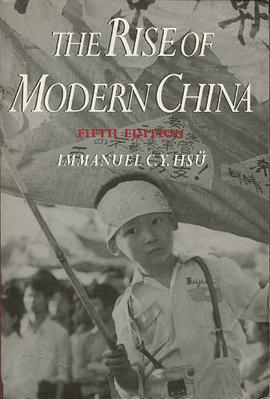 THE RISE OF
MODERN CHINA
FIFTH EDITION
IMMANUEL C.Y. HSÜ